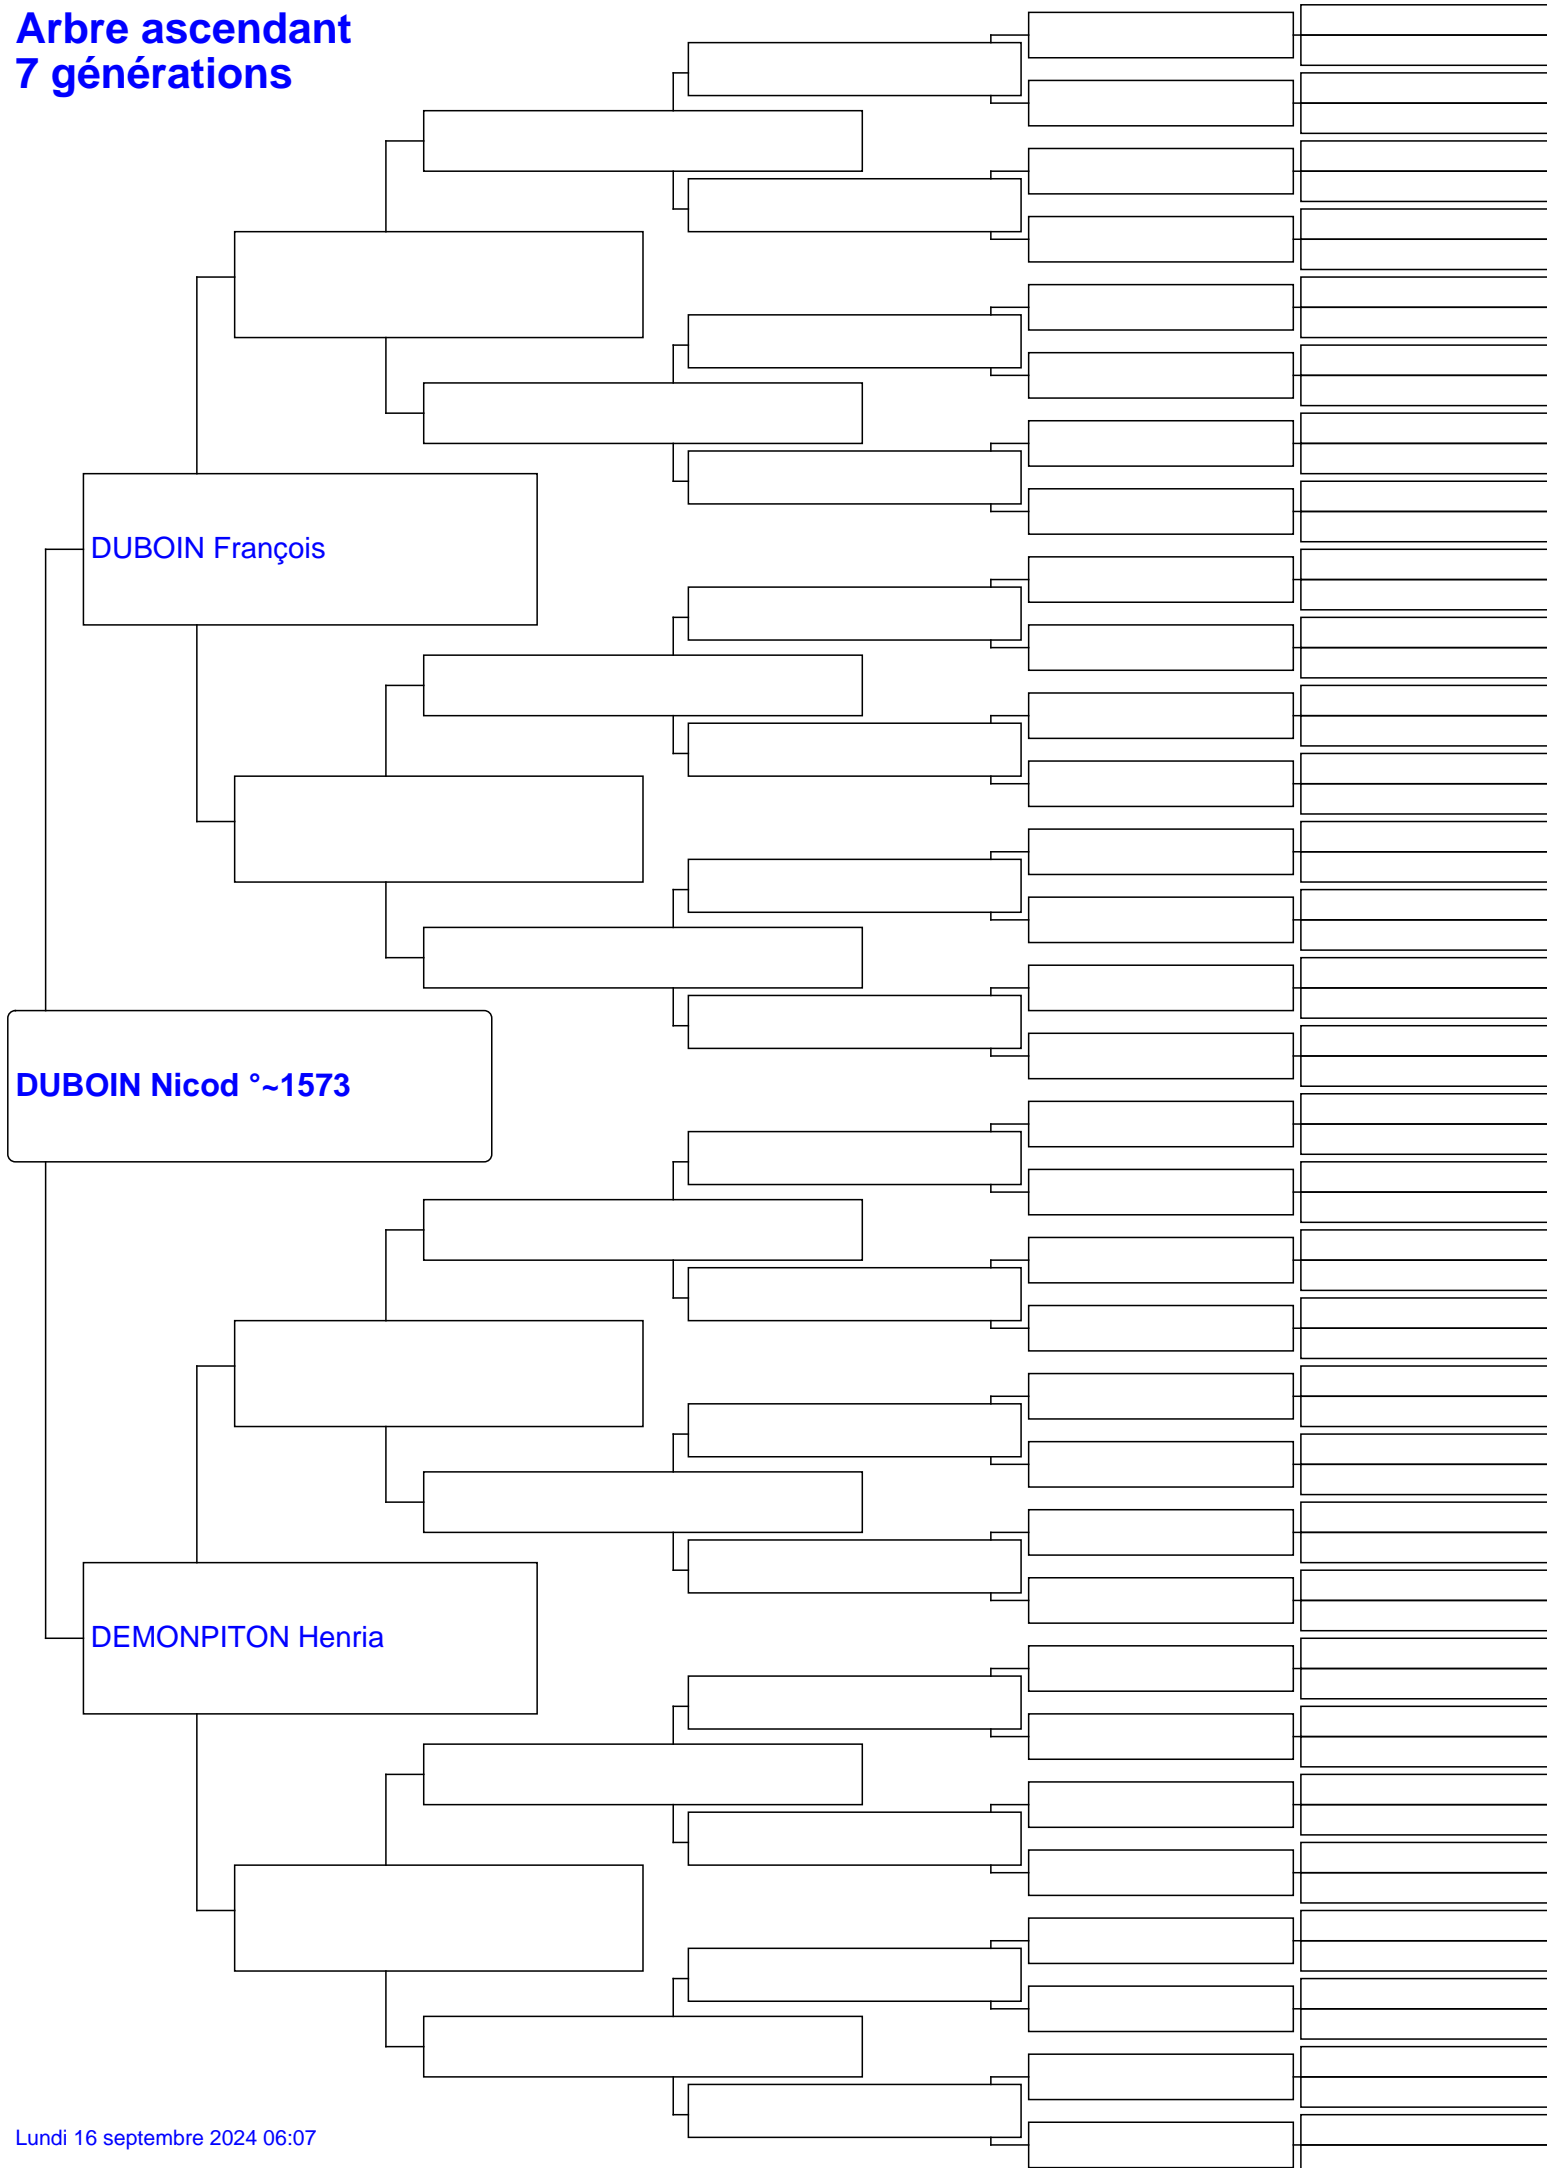 Arbre ascendant
7 générations
DUBOIN François
DUBOIN Nicod °~1573
DEMONPITON Henria
Lundi 16 septembre 2024 06:07